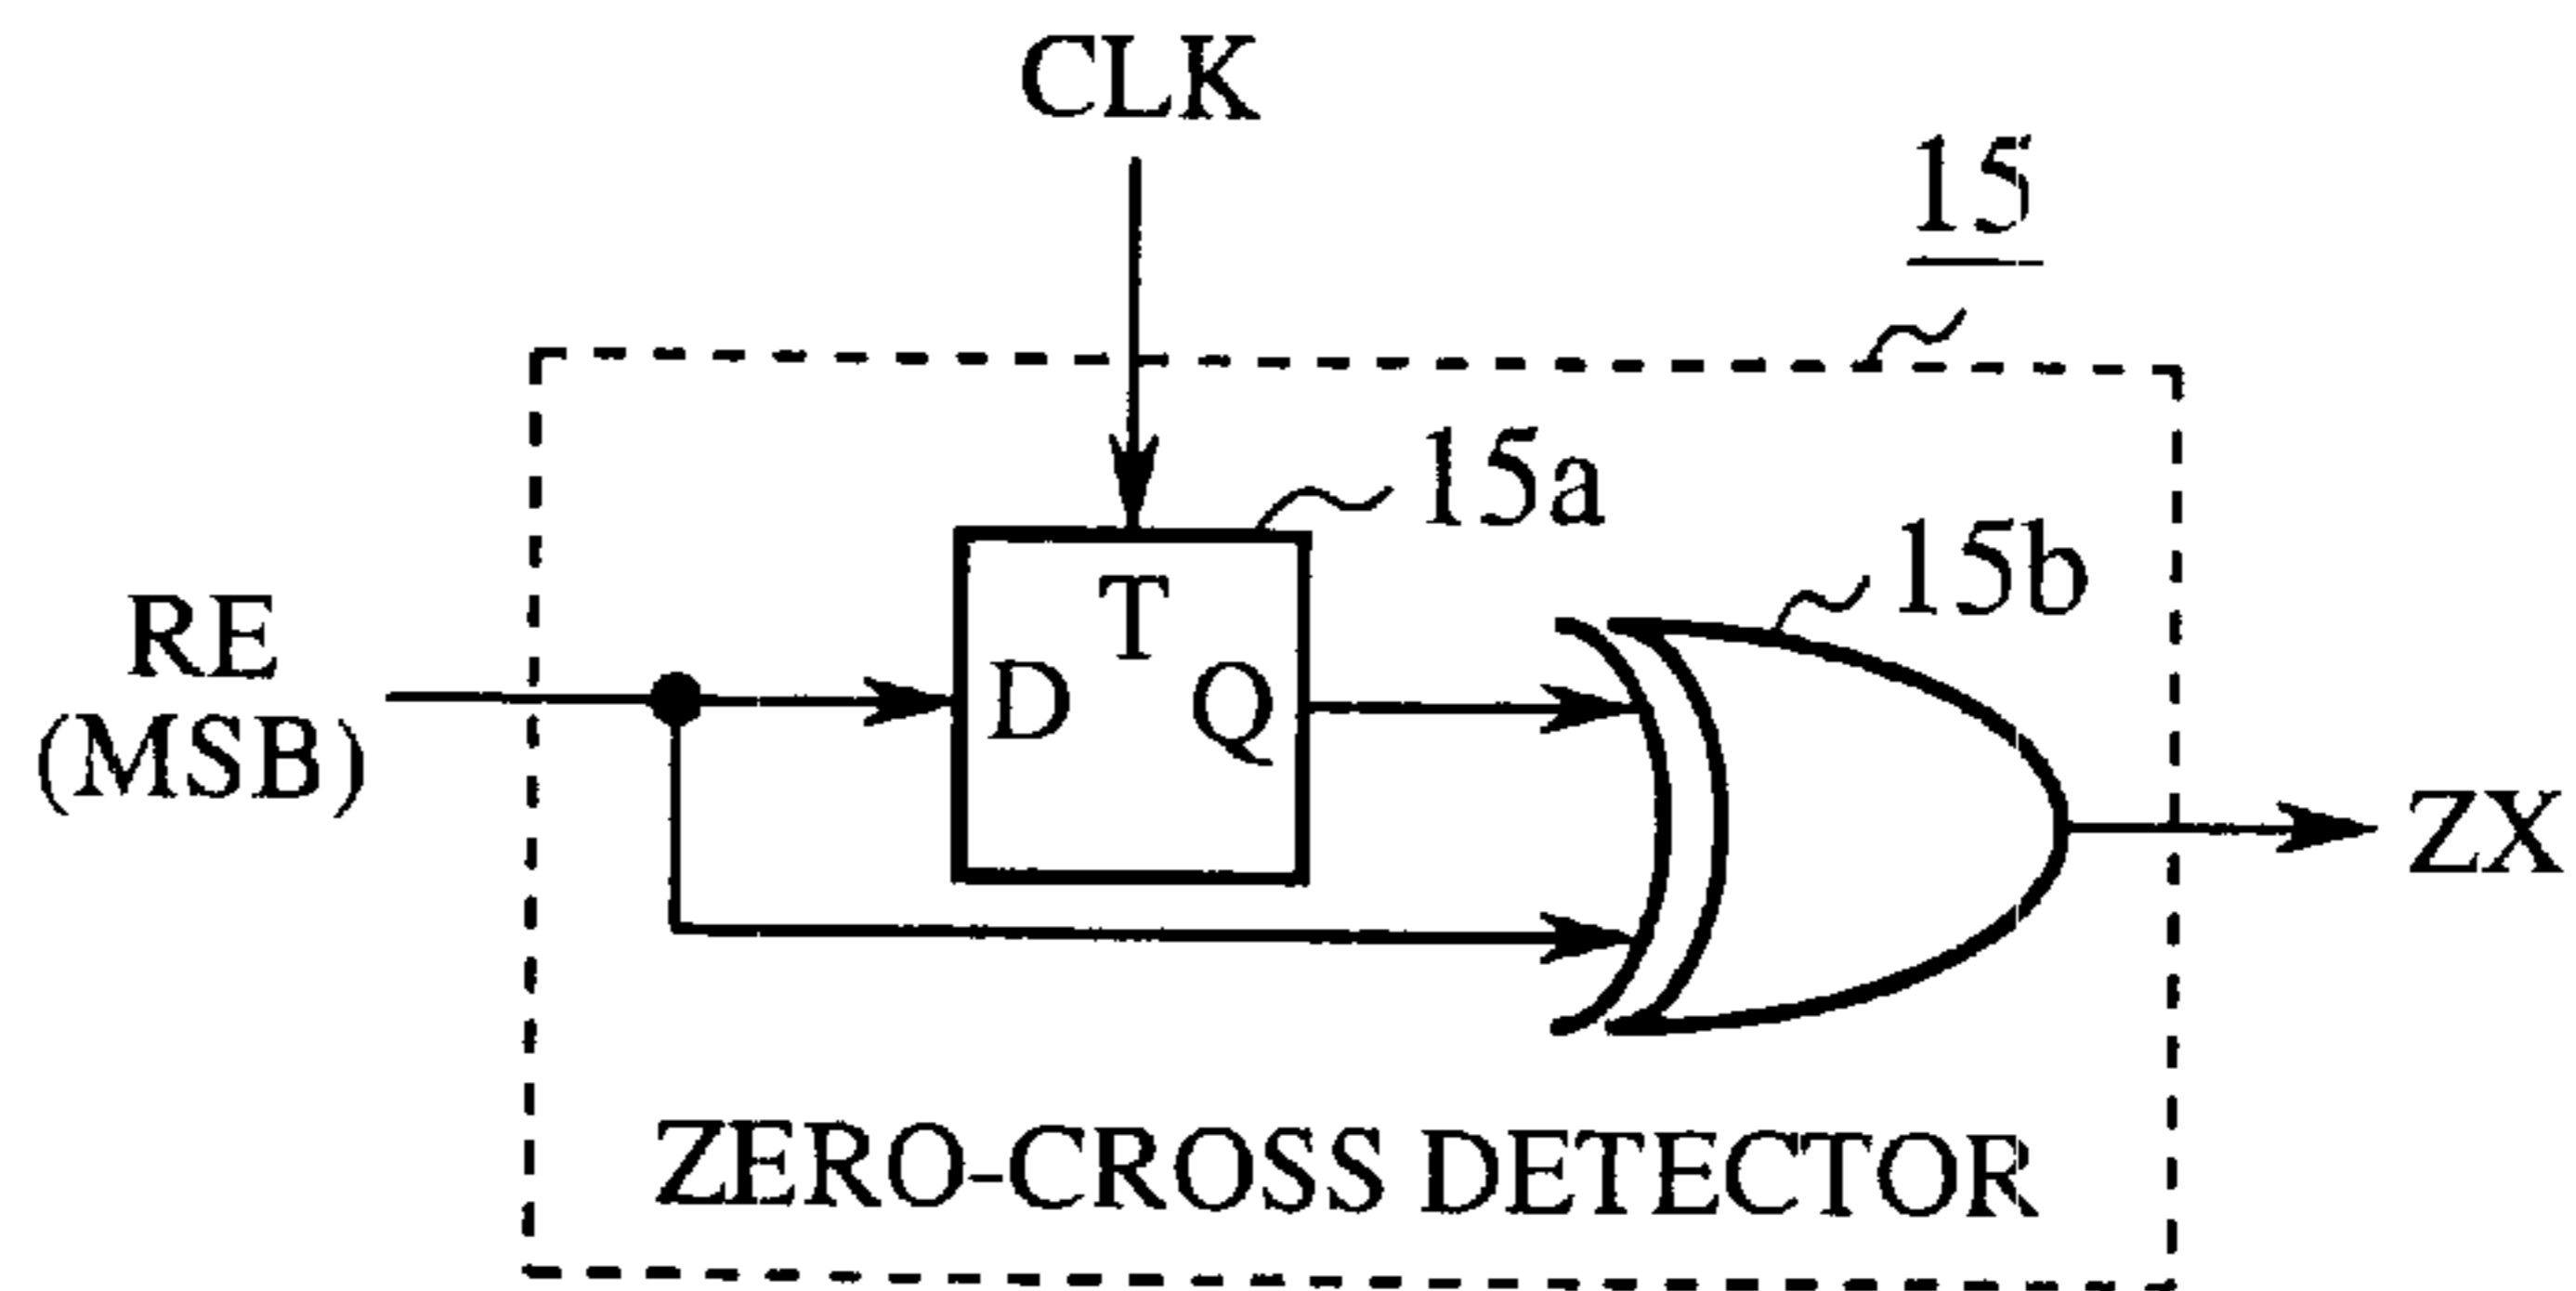 CLK
15
15a
15b
RE
(MSB)
T
D
Q
ZX
ZERO-CROSS DETECTOR